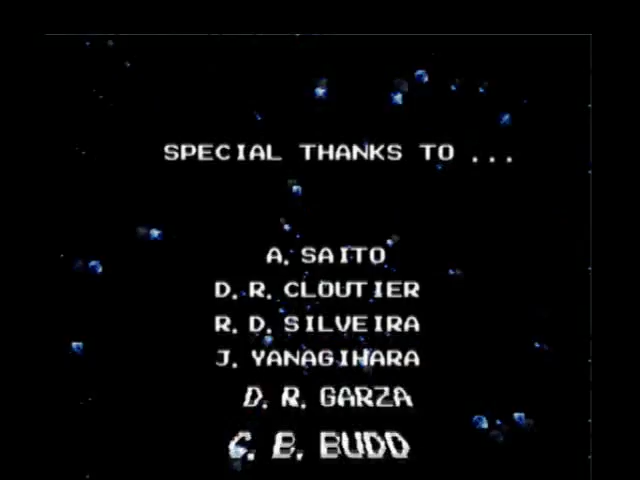 SPECIAL THANKS TO ...
A. SAITO
D. R. CLOUTIER
R. D. SILVEIRA
J. YANAGIHARA
D. R. GARZA
C. B. BUDD